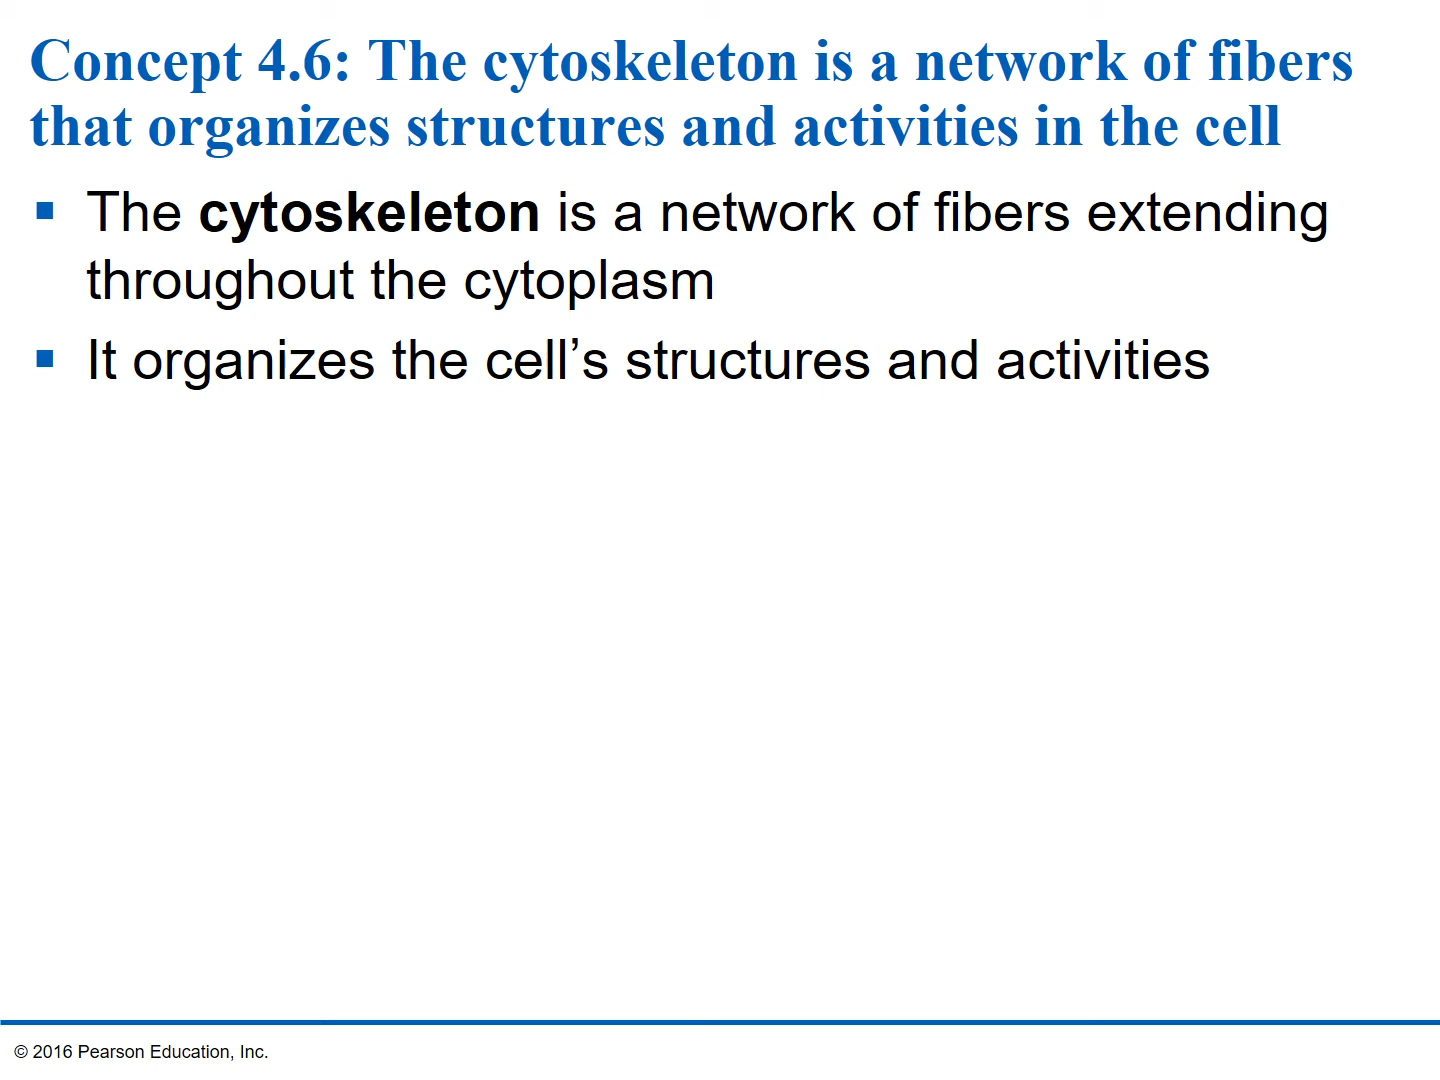 Concept 4.6: The cytoskeleton is a network of fibers
that organizes structures and activities in the cell
▪ The cytoskeleton is a network of fibers extending
throughout the cytoplasm
▪ It organizes the cell’s structures and activities
© 2016 Pearson Education, Inc.